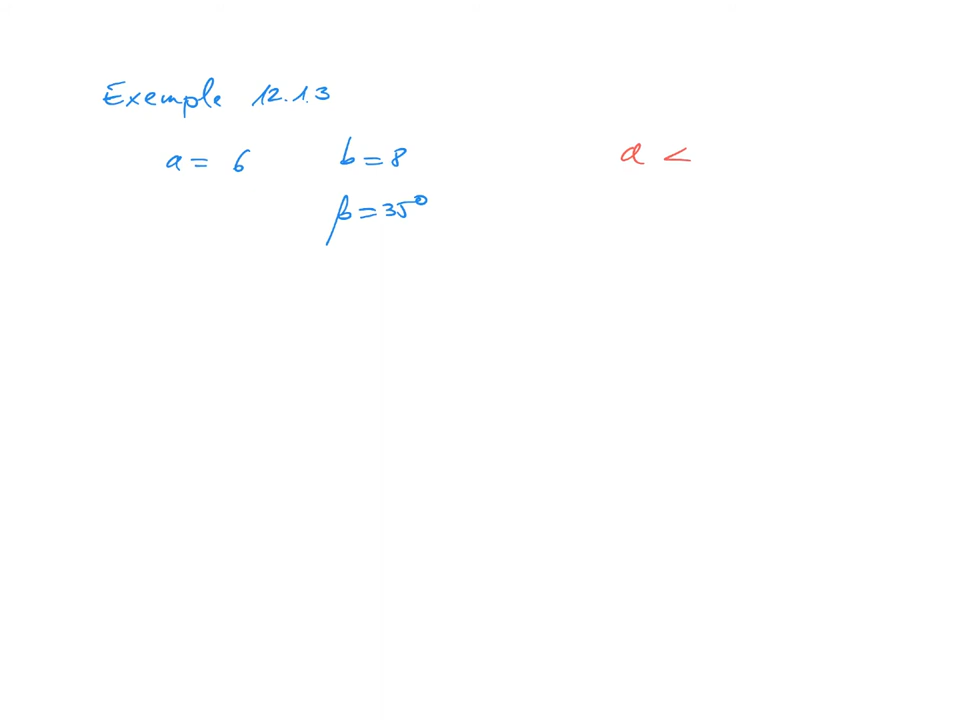 Exemple 12.1.3
a = 6 b = 8 a <
β = 35°